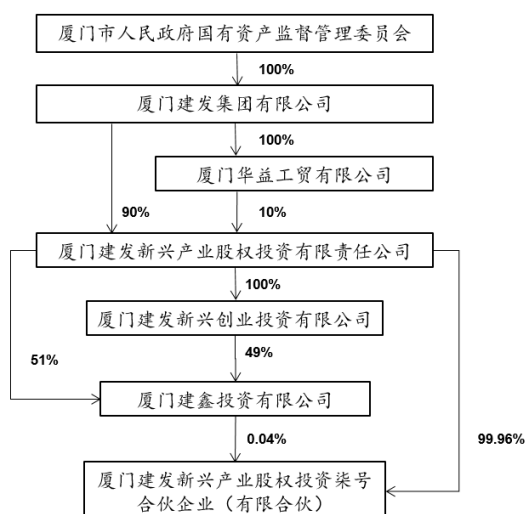 厦门市人民政府国有资产监督管理委员会
100%
厦门建发集团有限公司
100%
厦门华益工贸有限公司
90%
10%
厦门建发新兴产业股权投资有限责任公司
100%
厦门建发新兴创业投资有限公司
51%
49%
厦门建鑫投资有限公司
0.04%
99.96%
厦门建发新兴产业股权投资柒号
合伙企业（有限合伙）